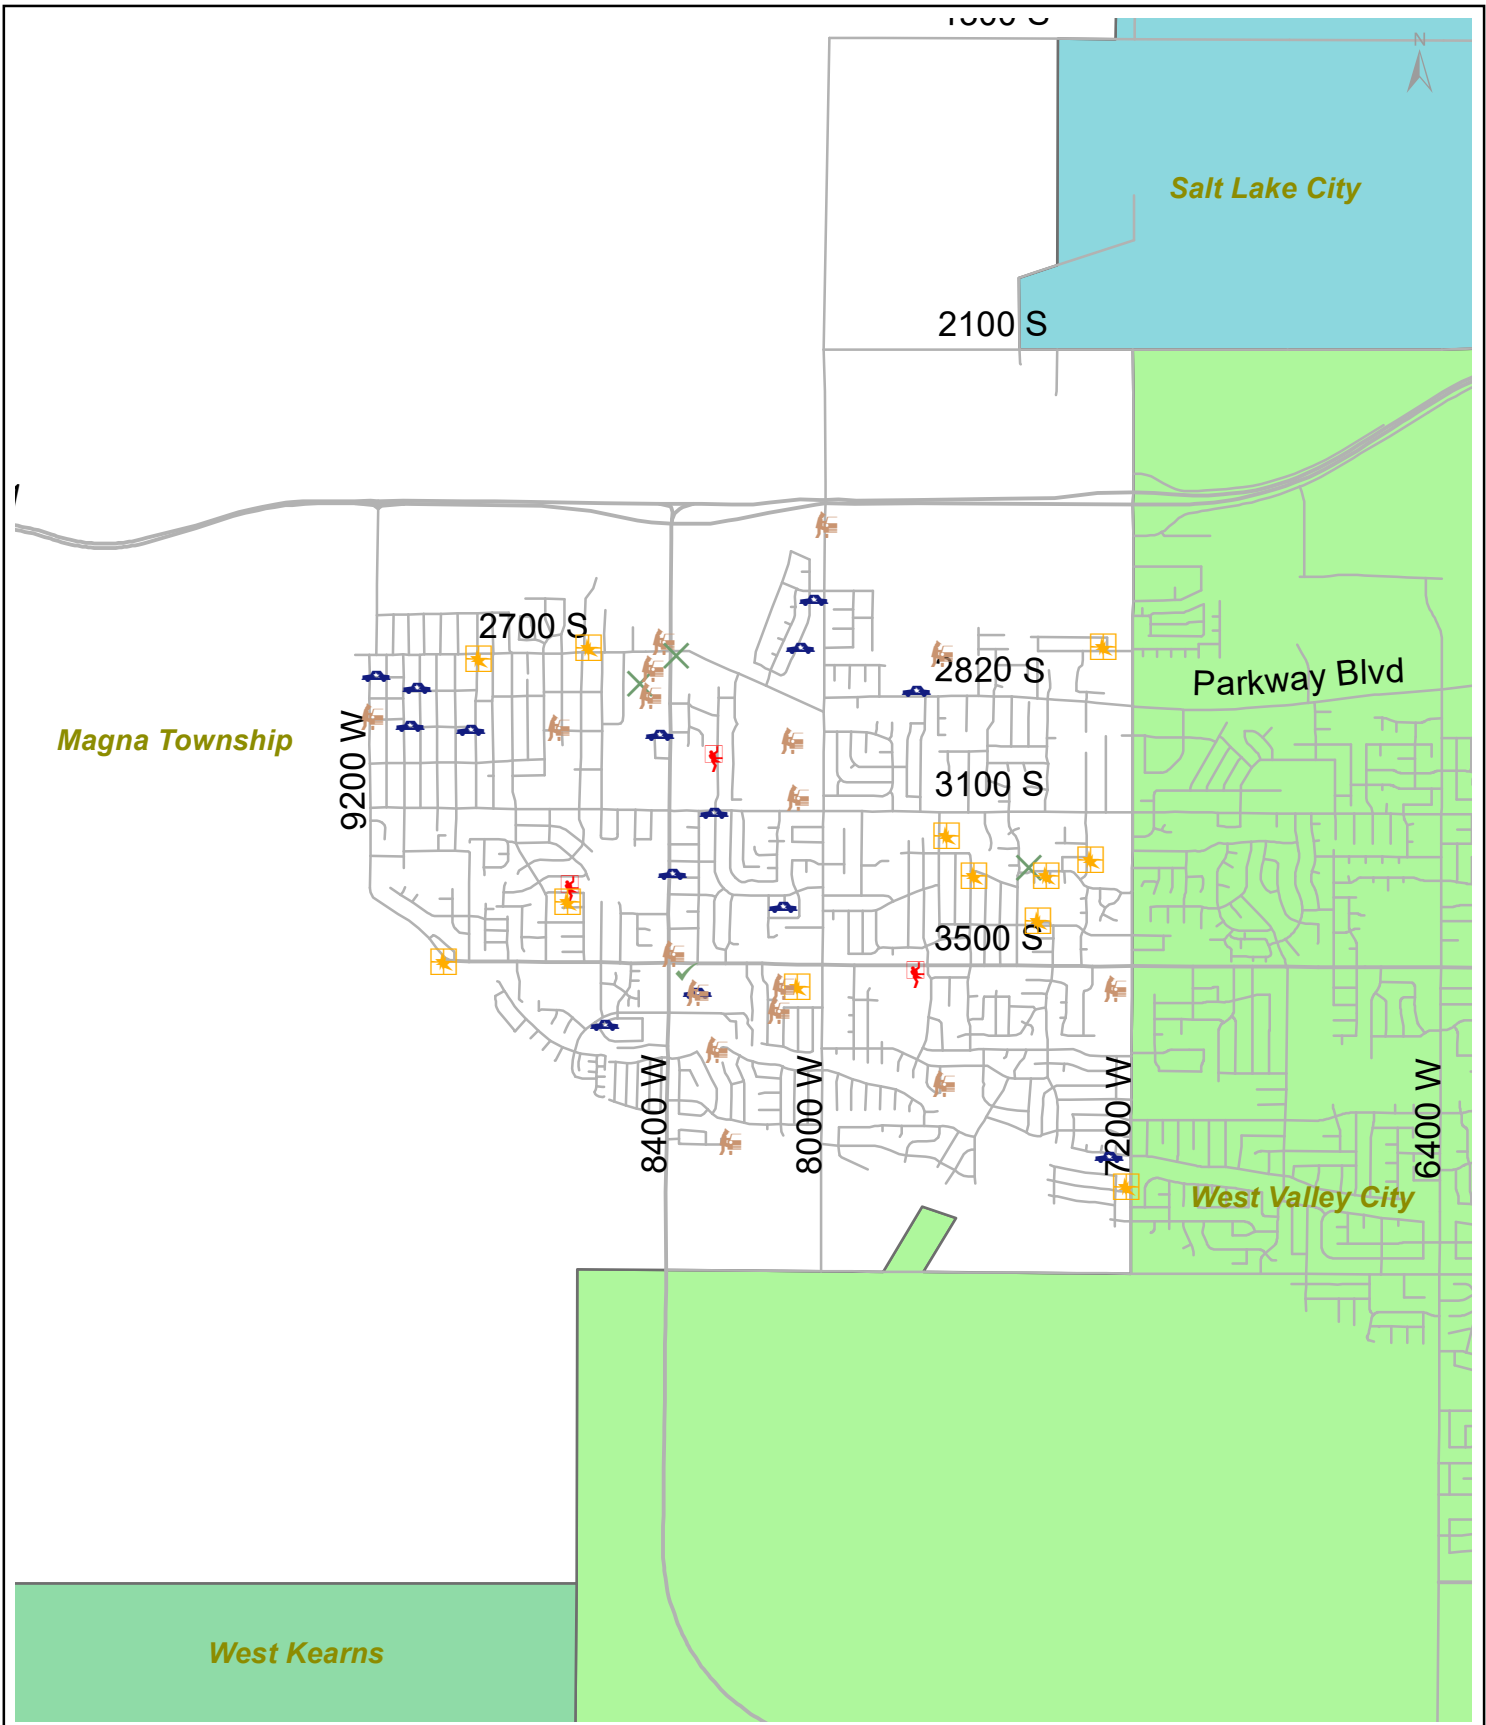 N
Salt Lake City
2100 S
2700 S
2820 S
Parkway Blvd
Magna Township
9200 W
3100 S
3500 S
8400 W
8000 W
7200 W
6400 W
West Valley City
West Kearns